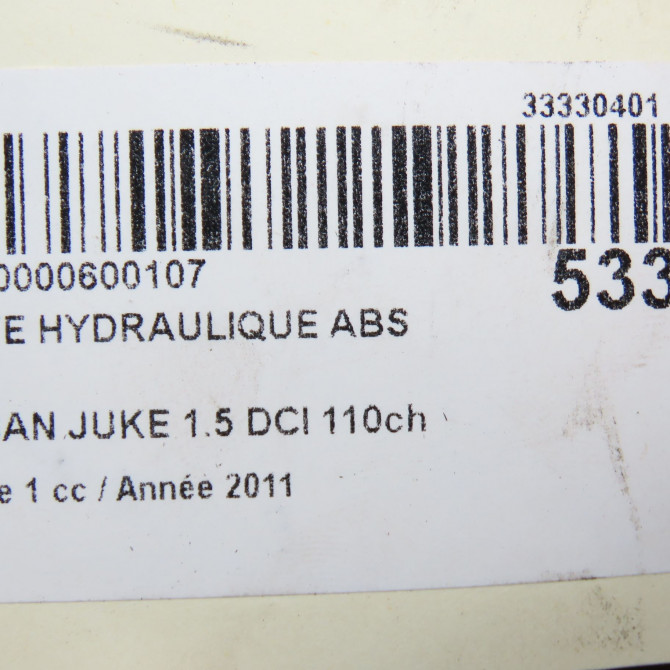 33330401
0000600107
533
E HYDRAULIQUE ABS
AN JUKE 1.5 DCI 110ch
e 1 cc / Année 2011